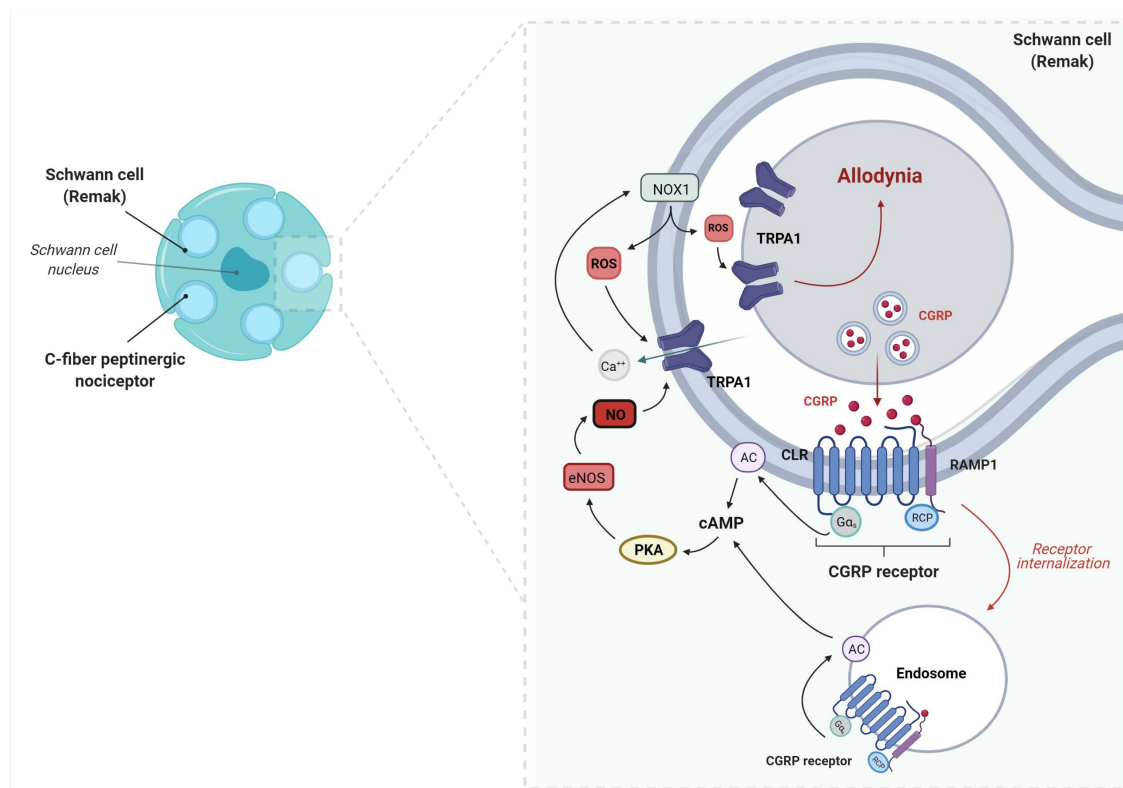 Schwann cell
(Remak)
Schwann cell
nucleus
C-fiber peptinergic
nociceptor
Schwann cell
(Remak)
NOX1
ROS
ROS
TRPA1
Allodynia
CGRP
Ca++
TRPA1
NO
CGRP
eNOS
AC
CLR
RAMP1
Gαs
RCP
cAMP
PKA
CGRP receptor
Receptor
internalization
AC
Endosome
Gαs
RCP
CGRP receptor